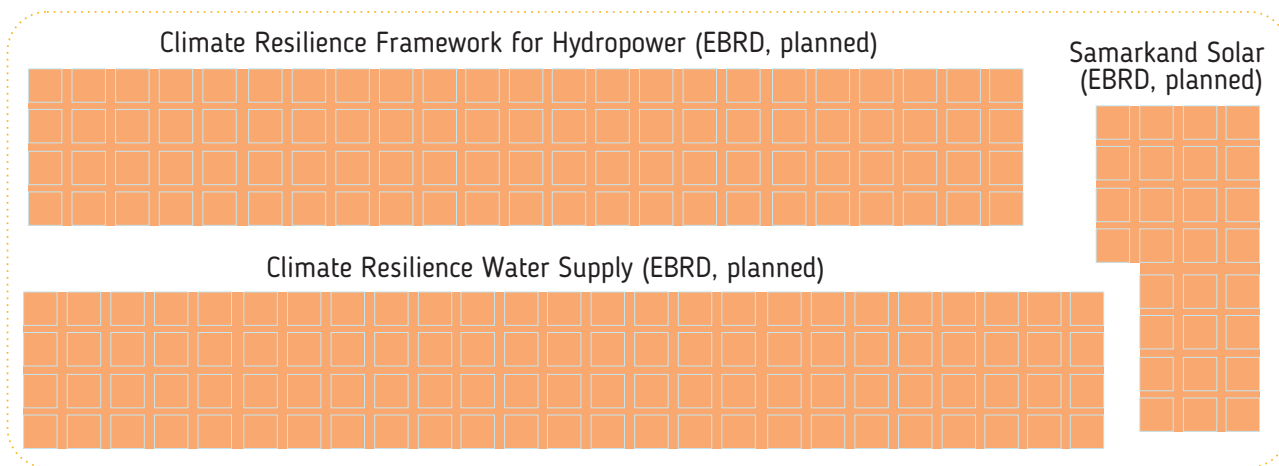 Climate Resilience Framework for Hydropower (EBRD, planned)
Samarkand Solar
(EBRD, planned)
Climate Resilience Water Supply (EBRD, planned)